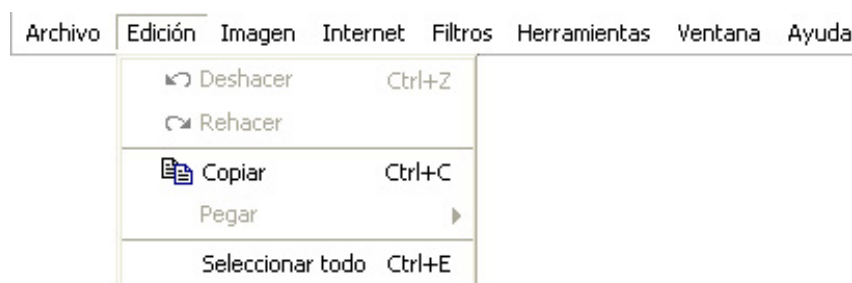 Archivo Edición Imagen Internet Filtros Herramientas Ventana Ayuda
Deshacer Ctrl+Z
Rehacer
Copiar Ctrl+C
Pegar
Seleccionar todo Ctrl+E